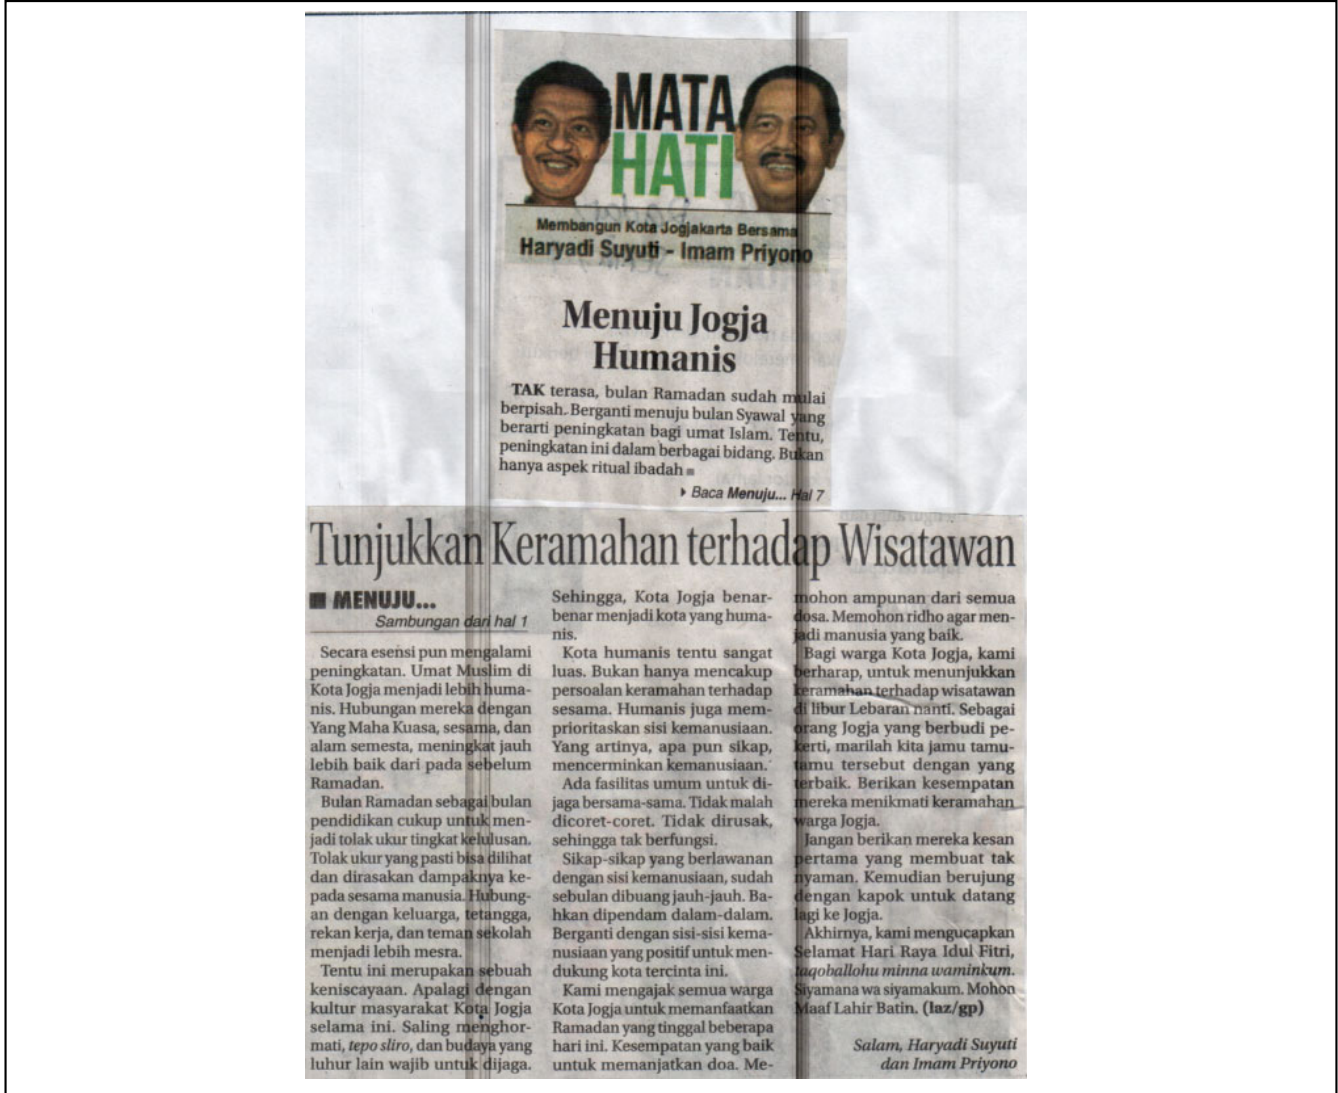 MATA
HATI
Membangun Kota Jogjakarta Bersama
Haryadi Suyuti - Imam Priyono
Menuju Jogja
Humanis
TAK terasa, bulan Ramadan sudah mulai
berpisah. Berganti menuju bulan Syawal yang
berarti peningkatan bagi umat Islam. Tentu,
peningkatan ini dalam berbagai bidang. Bukan
hanya aspek ritual ibadah
Baca Menuju... Hal 7
Tunjukkan Keramahan terhadap Wisatawan
MENUJU...
Sambungan dari hal 1
Secara esensi pun mengalami
peningkatan. Umat Muslim di
Kota Jogja menjadi lebih huma-
nis. Hubungan mereka dengan
Yang Maha Kuasa, sesama, dan
alam semesta, meningkat jauh
lebih baik dari pada sebelum
Ramadan.
Bulan Ramadan sebagai bulan
pendidikan cukup untuk men-
jadi tolak ukur tingkat kelulusan.
Tolak ukur yang pasti bisa dilihat
dan dirasakan dampaknya ke-
pada sesama manusia. Hubung-
an dengan keluarga, tetangga,
rekan kerja, dan teman sekolah
menjadi lebih mesra.
Tentu ini merupakan sebuah
keniscayaan. Apalagi dengan
kultur masyarakat Kota Jogja
selama ini. Saling menghor-
mati, tepo sliro, dan budaya yang
luhur lain wajib untuk dijaga.
Sehingga, Kota Jogja benar-
benar menjadi kota yang huma-
nis.
Kota humanis tentu sangat
luas. Bukan hanya mencakup
persoalan keramahan terhadap
sesama. Humanis juga mem-
prioritaskan sisi kemanusiaan.
Yang artinya, apa pun sikap,
mencerminkan kemanusiaan.
Ada fasilitas umum untuk di-
jaga bersama-sama. Tidak malah
dicoret-coret. Tidak dirusak,
sehingga tak berfungsi.
Sikap-sikap yang berlawanan
dengan sisi kemanusiaan, sudah
sebulan dibuang jauh-jauh. Ba-
hkan dipendam dalam-dalam.
Berganti dengan sisi-sisi kema-
nusiaan yang positif untuk men-
dukung kota tercinta ini.
Kami mengajak semua warga
Kota Jogja untuk memanfaatkan
Ramadan yang tinggal beberapa
hari ini. Kesempatan yang baik
untuk memanjatkan doa. Me-
mohon ampunan dari semua
dosa. Memohon ridho agar men-
jadi manusia yang baik.
Bagi warga Kota Jogja, kami
berharap, untuk menunjukkan
keramahan terhadap wisatawan
di libur Lebaran nanti. Sebagai
orang Jogja yang berbudi pe-
kerti, marilah kita jamu tamu-
tamu tersebut dengan yang
terbaik. Berikan kesempatan
mereka menikmati keramahan
warga Jogja.
Jangan berikan mereka kesan
pertama yang membuat tak
nyaman. Kemudian berujung
dengan kapok untuk datang
lagi ke Jogja.
Akhirnya, kami mengucapkan
Selamat Hari Raya Idul Fitri,
taqoballohu minna waminkum.
Siyamana wa siyamakum. Mohon
Maaf Lahir Batin. (laz/gp)
Salam, Haryadi Suyuti
dan Imam Priyono